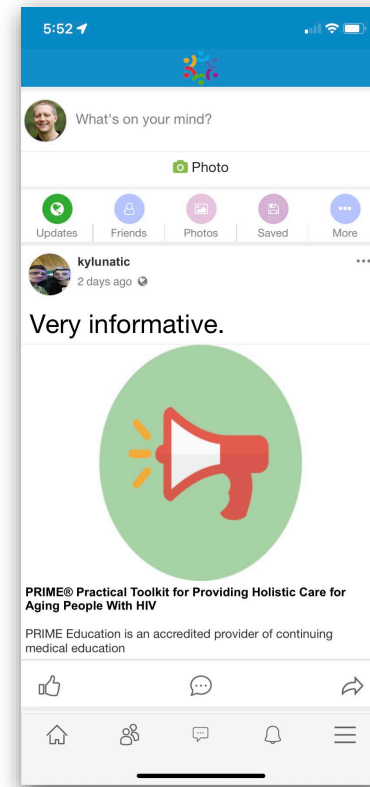 5:52
What's on your mind?
Photo
Updates
Friends
Photos
Saved
More
kylunatic
2 days ago
Very informative.
PRIME® Practical Toolkit for Providing Holistic Care for
Aging People With HIV
PRIME Education is an accredited provider of continuing
medical education